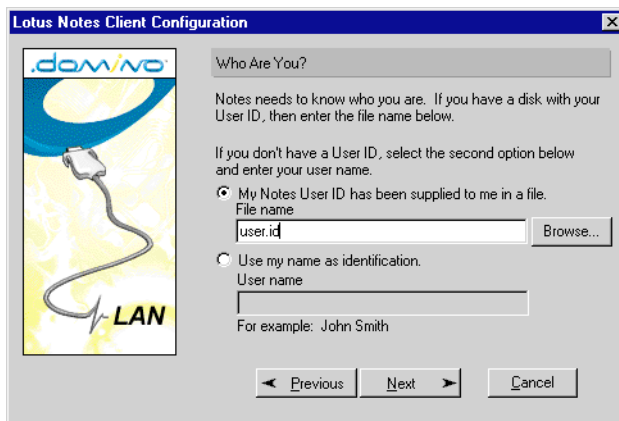 Lotus Notes Client Configuration
.domino
Who Are You?
Notes needs to know who you are. If you have a disk with your
User ID, then enter the file name below.
If you don't have a User ID, select the second option below
and enter your user name.
My Notes User ID has been supplied to me in a file.
File name
user.id
Browse...
Use my name as identification.
User name
For example: John Smith
LAN
Previous
Next
Cancel